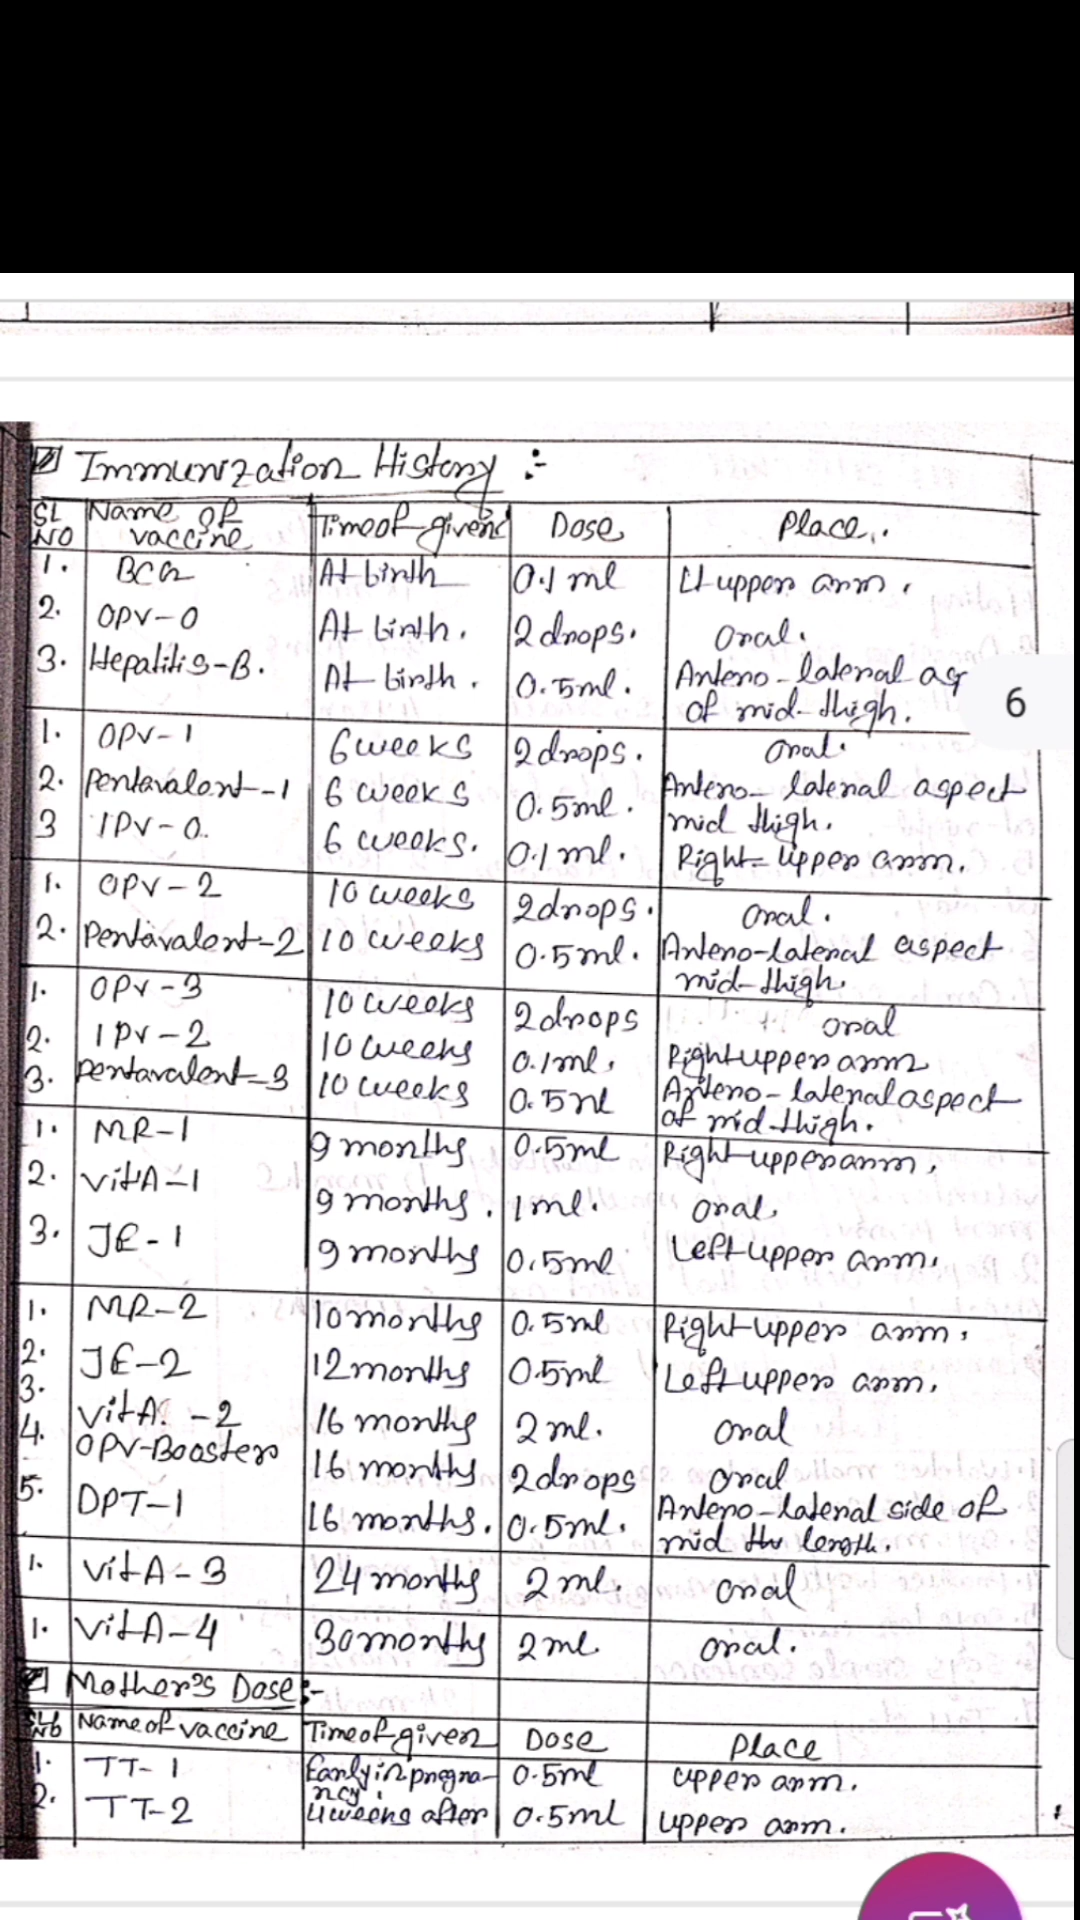 Immunization History :-
SL NO | Name of vaccine | Time of given | Dose | Place.
1. BCG | At birth | 0.1 ml | Lt upper arm.
2. OPV-0 | At birth. | 2 drops. | Oral.
3. Hepatitis-B. | At birth. | 0.5ml. | Antero-lateral asp
of mid-thigh.
6
1. OPV-1 | 6 weeks | 2 drops. | Oral.
2. Pentavalent-1 | 6 weeks | 0.5ml. | Antero-lateral aspect
mid thigh.
3 IPV-0. | 6 weeks. | 0.1 ml. | Right-upper arm.
1. OPV-2 | 10 weeks | 2 drops. | Oral.
2. Pentavalent-2 | 10 weeks | 0.5ml. | Antero-lateral aspect
mid-thigh.
1. OPV-3 | 10 weeks | 2 drops | oral
2. IPV-2 | 10 weeks | 0.1ml. | Right upper arm
3. Pentavalent-3 | 10 weeks | 0.5ml | Antero-lateral aspect
of mid-thigh.
1. MR-1 | 9 months | 0.5ml | Right upper arm.
2. VitA-1 | 9 months. | 1ml. | Oral.
3. JE-1 | 9 months | 0.5ml | Left upper arm.
1. MR-2 | 10 months | 0.5ml | Right upper arm.
2. JE-2 | 12 months | 0.5ml | Left upper arm.
3. VitA-2 | 16 months | 2 ml. | Oral
4. OPV-Booster | 16 months | 2 drops | Oral
5. DPT-1 | 16 months. | 0.5ml. | Antero-lateral side of
mid length.
1. VitA-3 | 24 months | 2 ml. | Oral
1. VitA-4 | 30 months | 2 ml | Oral.
Mother's Dose:-
SL No | Name of vaccine | Time of given | Dose | Place
1. TT-1 | Early in pregna-
ncy. | 0.5ml | upper arm.
2. TT-2 | 4 weeks after | 0.5ml | upper arm.